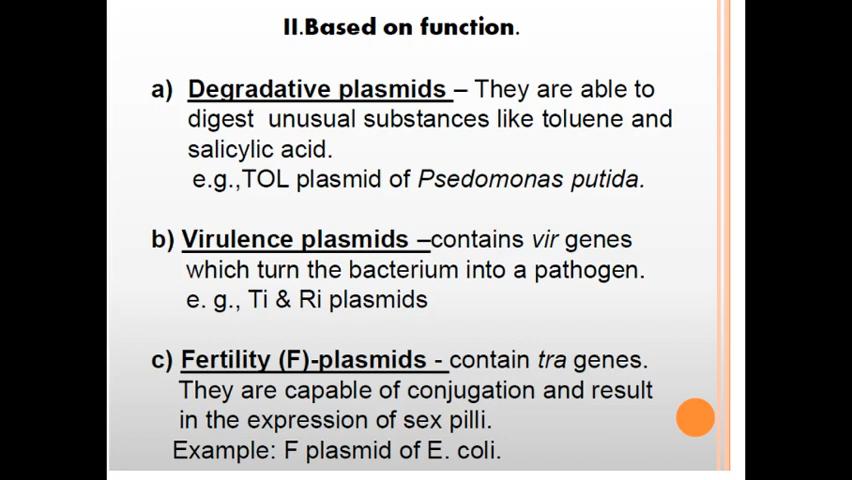 II.Based on function.
a) Degradative plasmids – They are able to
digest unusual substances like toluene and
salicylic acid.
e.g.,TOL plasmid of Psedomonas putida.
b) Virulence plasmids –contains vir genes
which turn the bacterium into a pathogen.
e. g., Ti & Ri plasmids
c) Fertility (F)-plasmids - contain tra genes.
They are capable of conjugation and result
in the expression of sex pilli.
Example: F plasmid of E. coli.